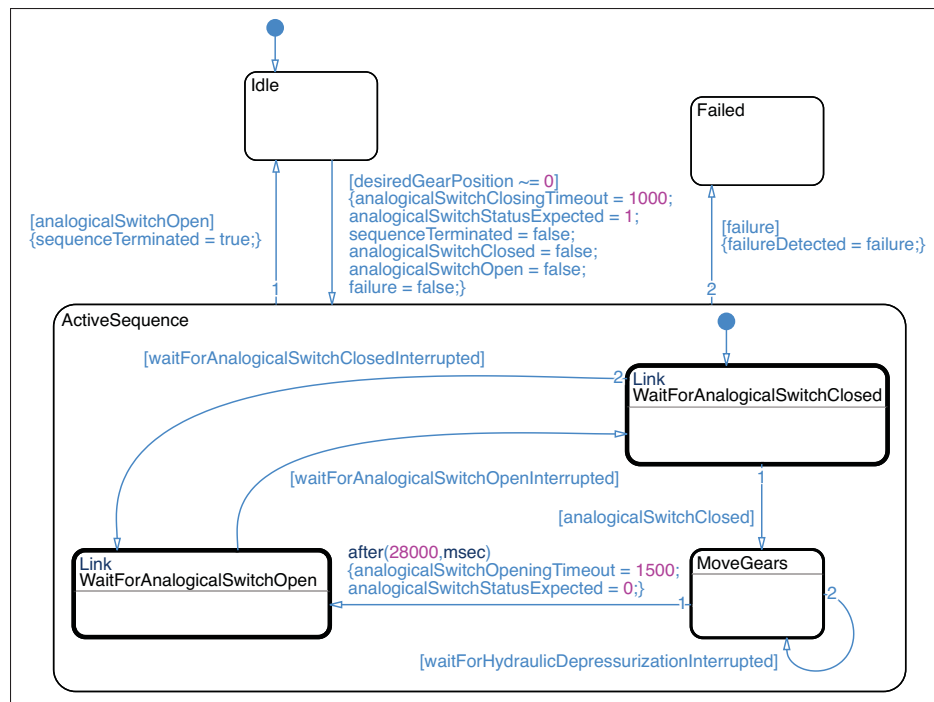 Idle
Failed
[desiredGearPosition ~= 0]
{analogicalSwitchClosingTimeout = 1000;
analogicalSwitchStatusExpected = 1;
sequenceTerminated = false;
analogicalSwitchClosed = false;
analogicalSwitchOpen = false;
failure = false;}
[analogicalSwitchOpen]
{sequenceTerminated = true;}
[failure]
{failureDetected = failure;}
1
2
ActiveSequence
[waitForAnalogicalSwitchClosedInterrupted]
2
Link
WaitForAnalogicalSwitchClosed
[waitForAnalogicalSwitchOpenInterrupted]
1
[analogicalSwitchClosed]
Link
WaitForAnalogicalSwitchOpen
after(28000,msec)
{analogicalSwitchOpeningTimeout = 1500;
analogicalSwitchStatusExpected = 0;}
MoveGears
1
2
[waitForHydraulicDepressurizationInterrupted]